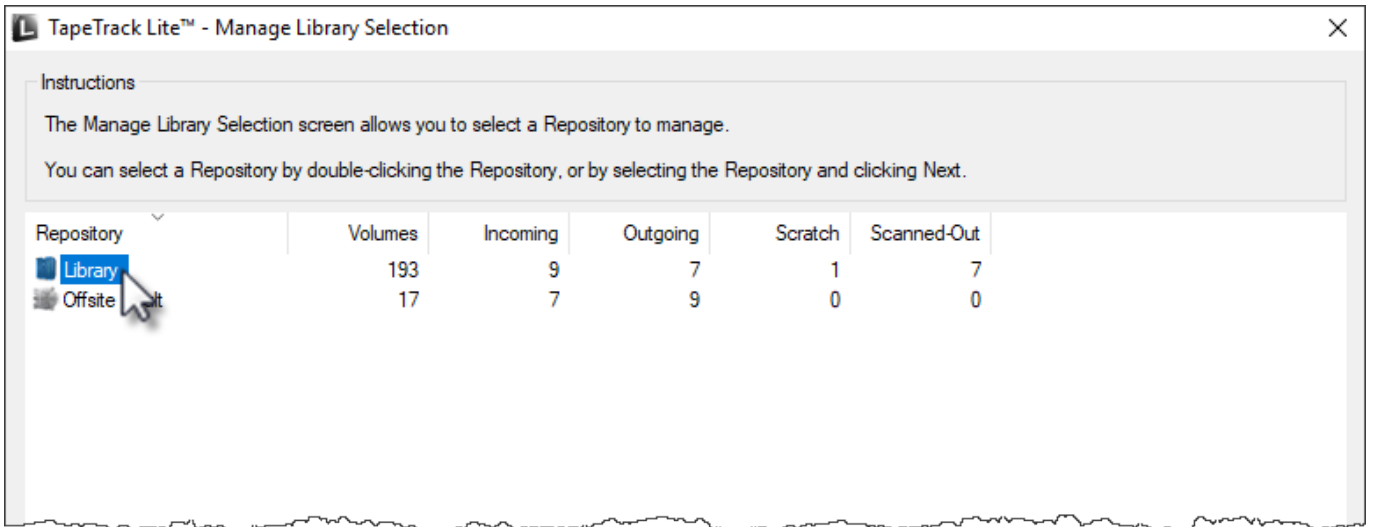 TapeTrack Lite™ - Manage Library Selection
Instructions
The Manage Library Selection screen allows you to select a Repository to manage.
You can select a Repository by double-clicking the Repository, or by selecting the Repository and clicking Next.
Repository Volumes Incoming Outgoing Scratch Scanned-Out
Library 193 9 7 1 7
Offsite 17 7 9 0 0